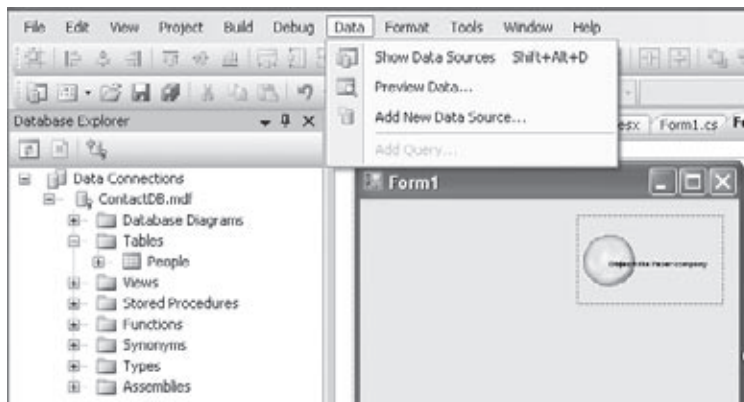 File Edit View Project Build Debug Data Format Tools Window Help
Show Data Sources Shift+Alt+D
Preview Data...
Add New Data Source...
Add Query...
Database Explorer
esx Form1.cs
Form1
Data Connections
ContactDB.mdf
Database Diagrams
Tables
People
Views
Stored Procedures
Functions
Synonyms
Types
Assemblies